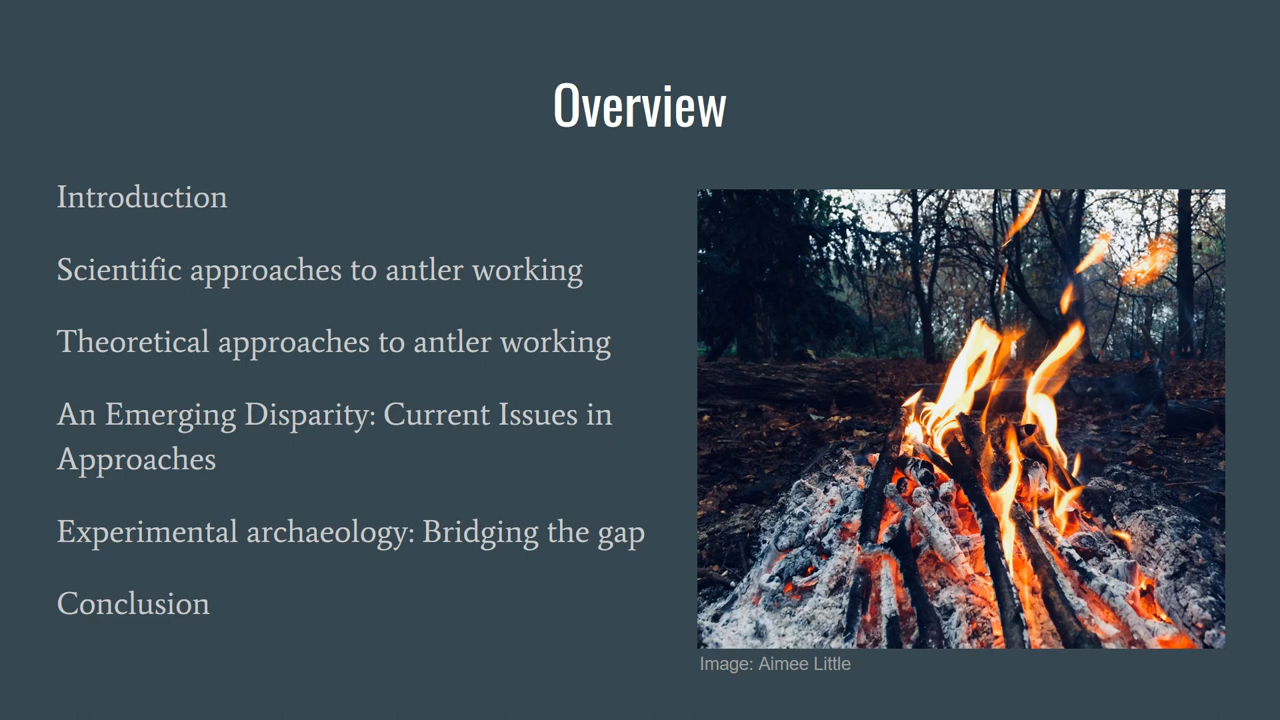 Overview
Introduction
Scientific approaches to antler working
Theoretical approaches to antler working
An Emerging Disparity: Current Issues in
Approaches
Experimental archaeology: Bridging the gap
Conclusion
Image: Aimee Little